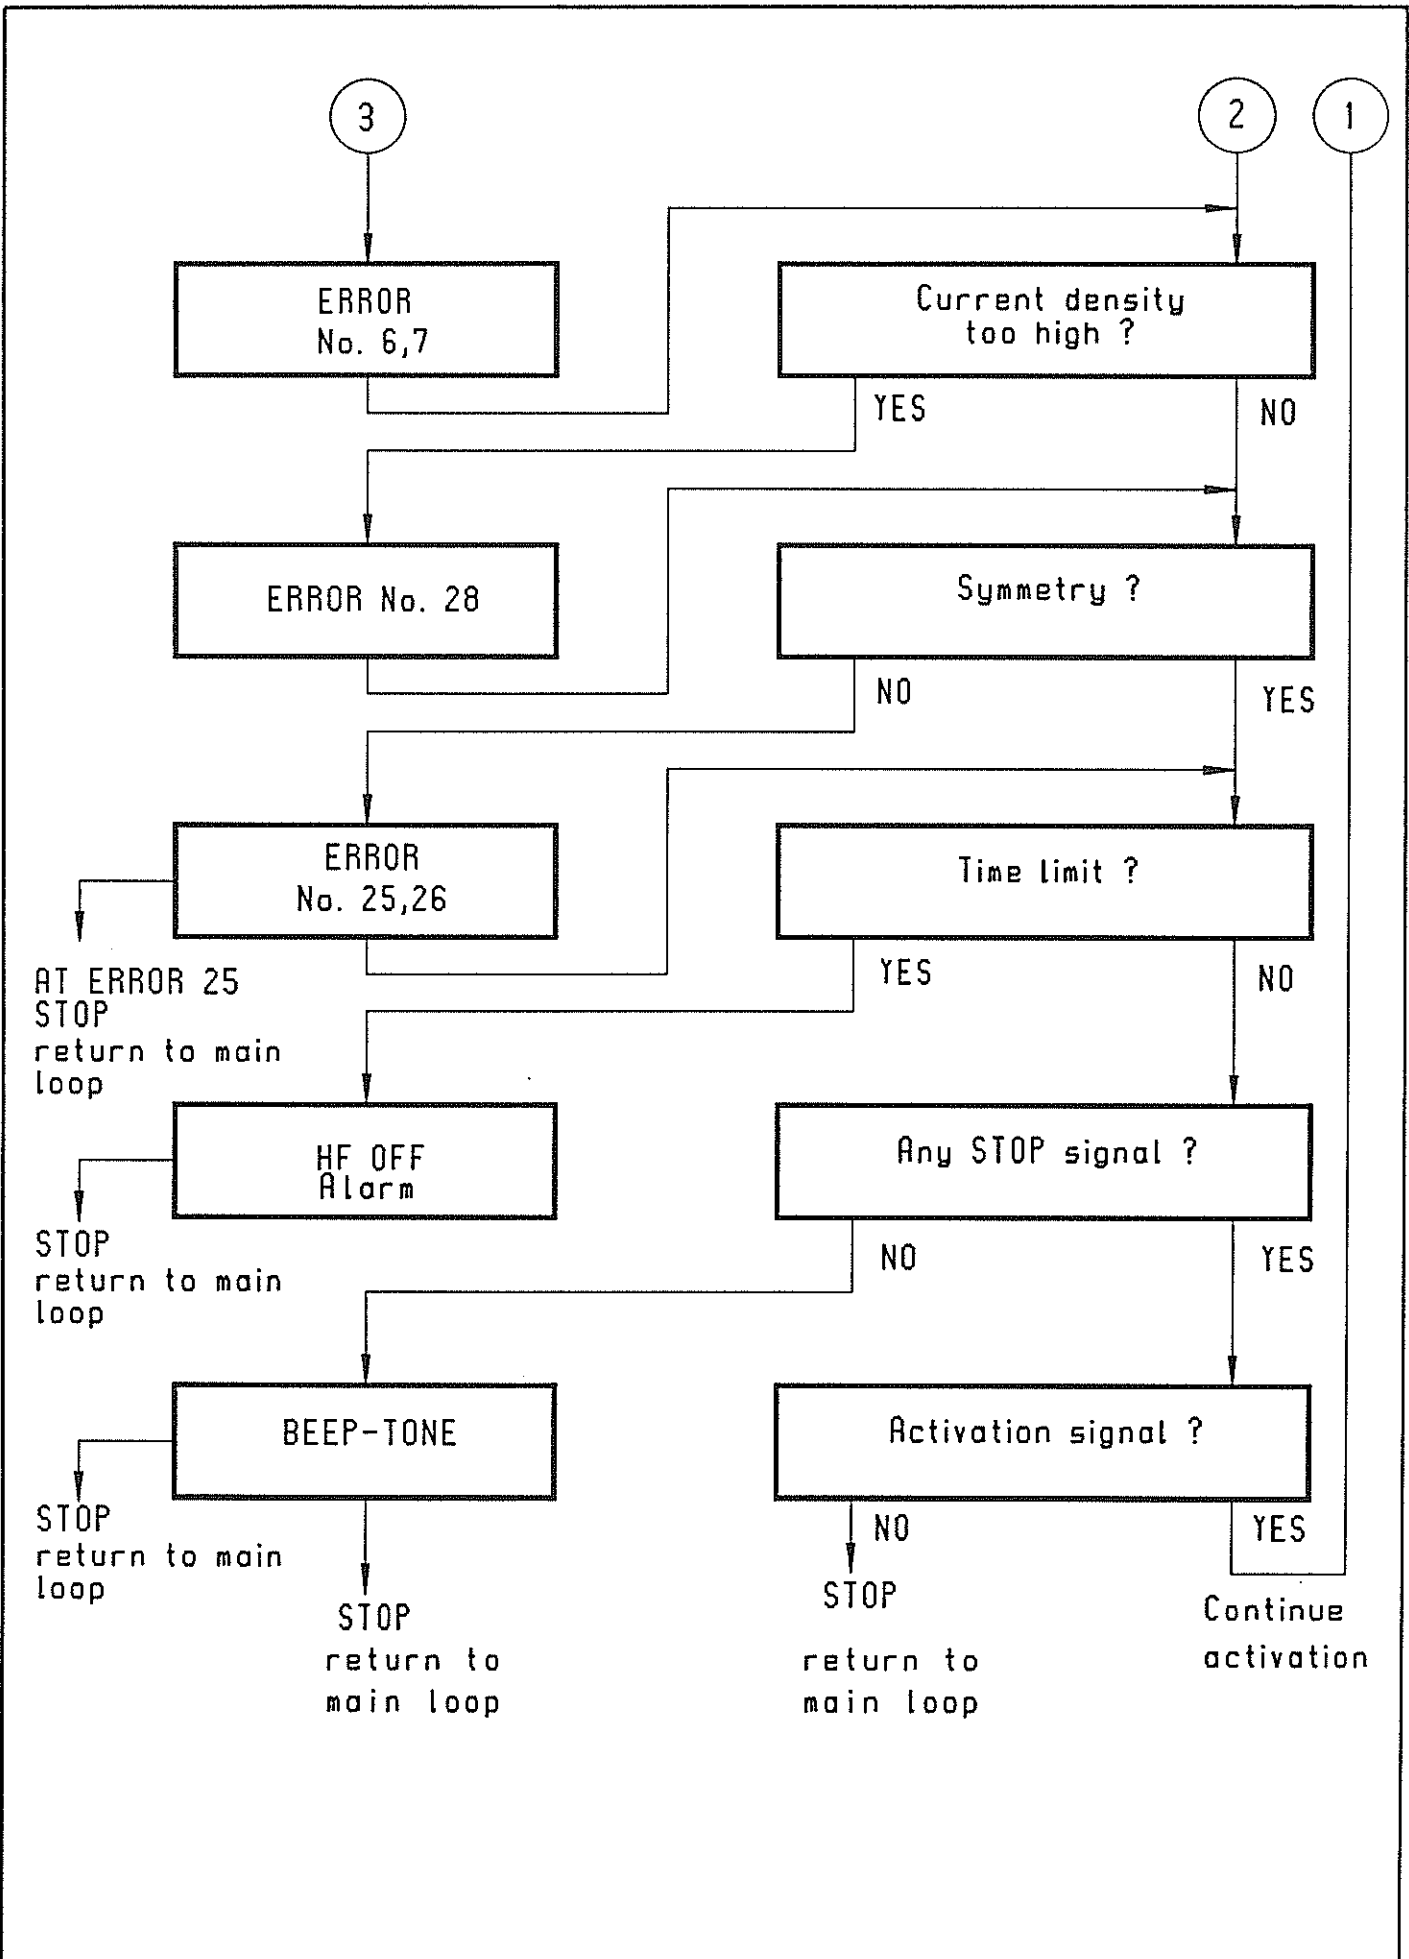 3
2
1
ERROR
No. 6,7
Current density
too high ?
YES
NO
ERROR No. 28
Symmetry ?
NO
YES
ERROR
No. 25,26
Time limit ?
AT ERROR 25
STOP
return to main
loop
YES
NO
HF OFF
Alarm
Any STOP signal ?
STOP
return to main
loop
NO
YES
BEEP-TONE
Activation signal ?
STOP
return to main
loop
STOP
return to
main loop
NO
STOP
return to
main loop
YES
Continue
activation